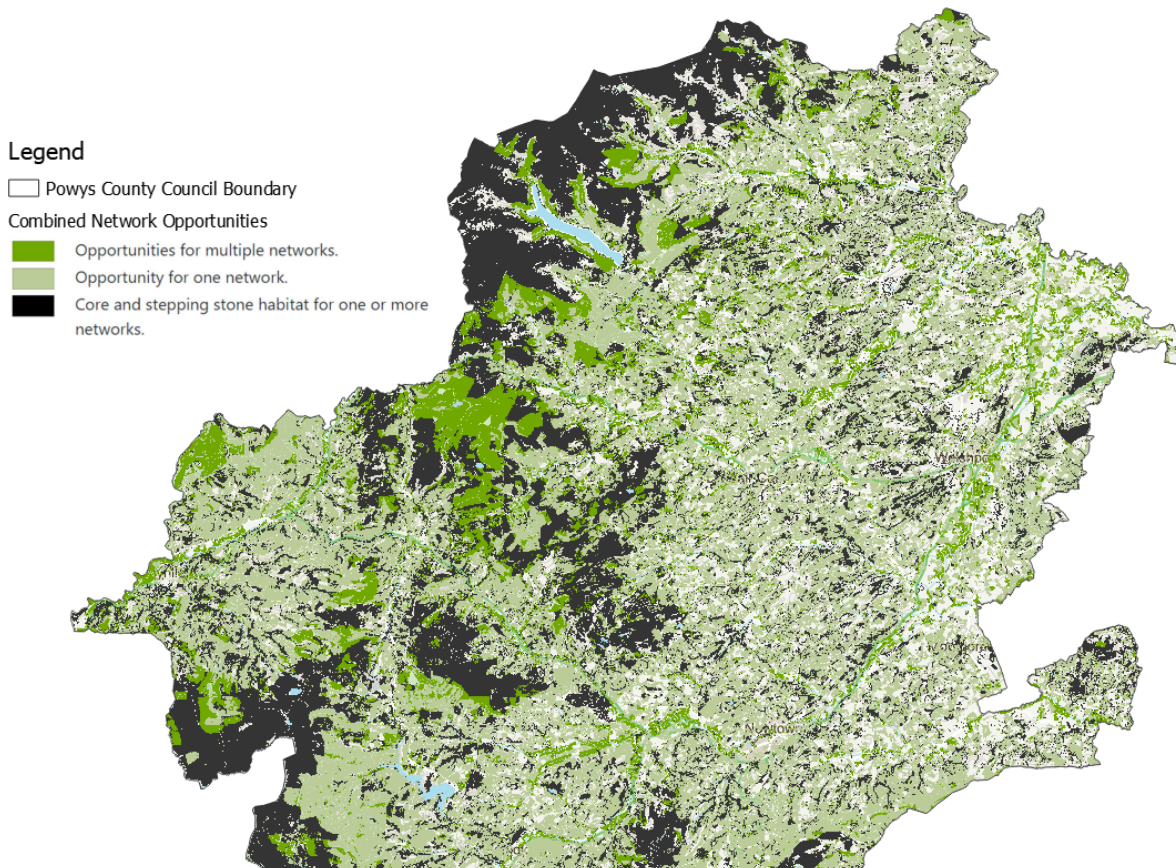 Legend
Powys County Council Boundary
Combined Network Opportunities
Opportunities for multiple networks.
Opportunity for one network.
Core and stepping stone habitat for one or more
networks.